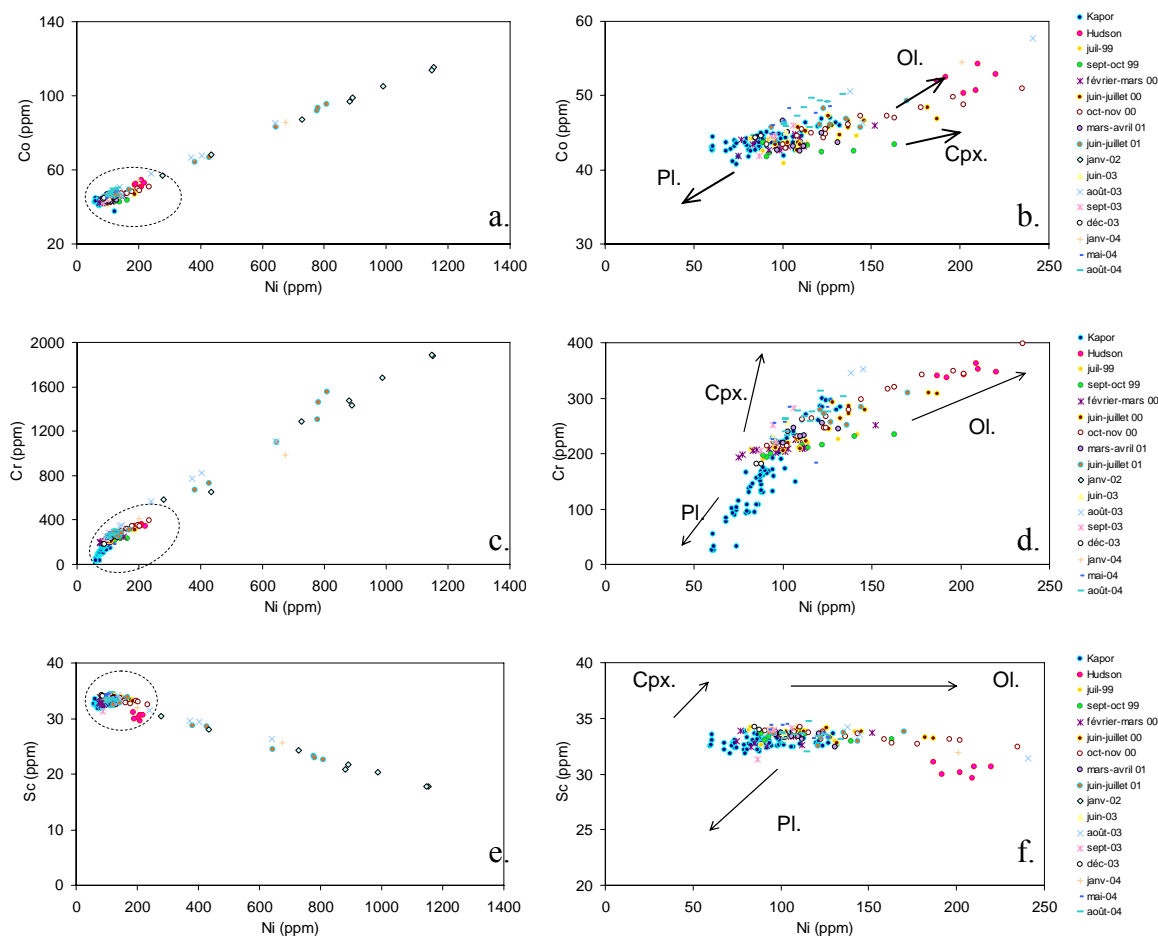 a.
140
100
60
20
Co (ppm)
0 200 400 600 800 1000 1200 1400
Ni (ppm)
b.
60
50
40
30
Co (ppm)
Ol.
Cpx.
Pl.
0 50 100 150 200 250
Ni (ppm)
Kapor
Hudson
juil-99
sept-oct 99
février-mars 00
juin-juillet 00
oct-nov 00
mars-avril 01
juin-juillet 01
janv-02
juin-03
août-03
sept-03
déc-03
janv-04
mai-04
août-04
c.
2000
1600
1200
800
400
0
Cr (ppm)
0 200 400 600 800 1000 1200 1400
Ni (ppm)
d.
400
300
200
100
0
Cr (ppm)
Cpx.
Ol.
Pl.
0 50 100 150 200 250
Ni (ppm)
Kapor
Hudson
juil-99
sept-oct 99
février-mars 00
juin-juillet 00
oct-nov 00
mars-avril 01
juin-juillet 01
janv-02
juin-03
août-03
sept-03
déc-03
janv-04
mai-04
août-04
e.
40
30
20
10
0
Sc (ppm)
0 200 400 600 800 1000 1200 1400
Ni (ppm)
f.
40
35
30
25
20
Sc (ppm)
Cpx.
Ol.
Pl.
0 50 100 150 200 250
Ni (ppm)
Kapor
Hudson
juil-99
sept-oct 99
février-mars 00
juin-juillet 00
oct-nov 00
mars-avril 01
juin-juillet 01
janv-02
juin-03
août-03
sept-03
déc-03
janv-04
mai-04
août-04